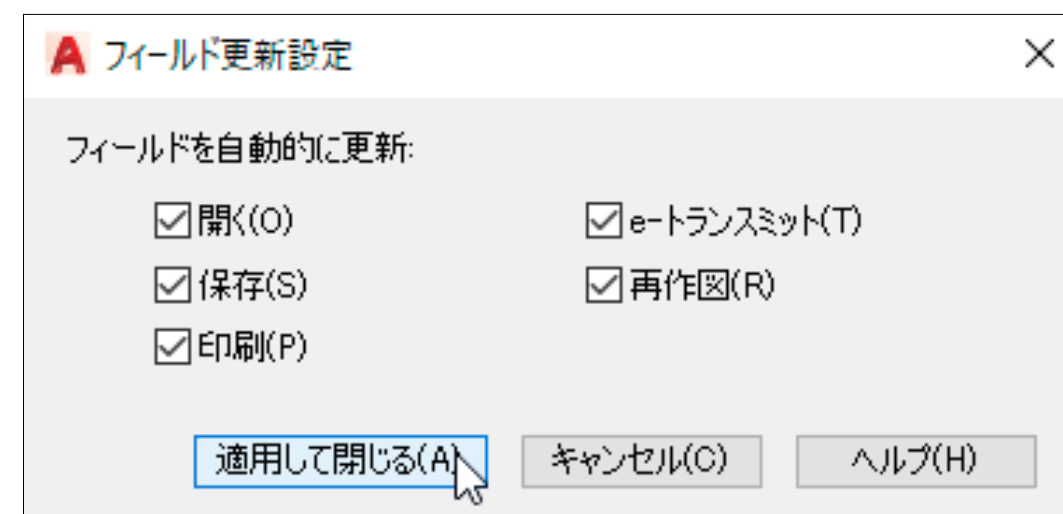 フィールド更新設定
フィールドを自動的に更新:
開く(O)
e-トランスミット(T)
保存(S)
再作図(R)
印刷(P)
適用して閉じる(A)
キャンセル(C)
ヘルプ(H)